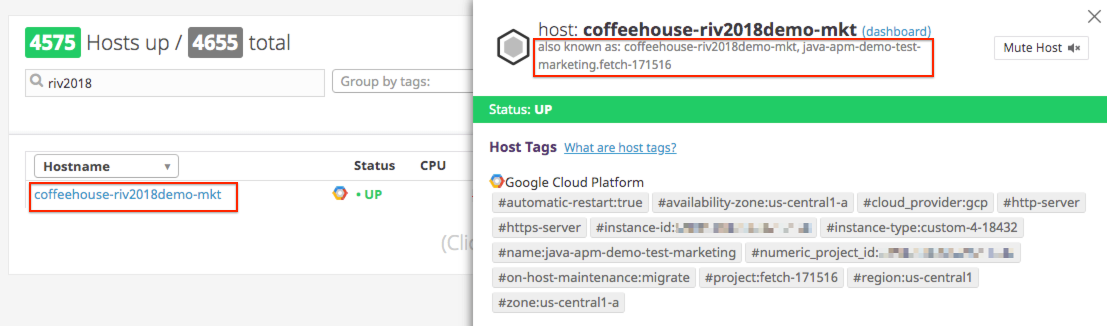 4575 Hosts up / 4655 total
riv2018
Group by tags:
Hostname
Status
CPU
coffeehouse-riv2018demo-mkt
• UP
(Clic
host: coffeehouse-riv2018demo-mkt (dashboard)
also known as: coffeehouse-riv2018demo-mkt, java-apm-demo-test-
marketing.fetch-171516
Mute Host
Status: UP
Host Tags What are host tags?
Google Cloud Platform
#automatic-restart:true #availability-zone:us-central1-a #cloud_provider:gcp #http-server
#https-server #instance-id: #instance-type:custom-4-18432
#name:java-apm-demo-test-marketing #numeric_project_id:
#on-host-maintenance:migrate #project:fetch-171516 #region:us-central1
#zone:us-central1-a